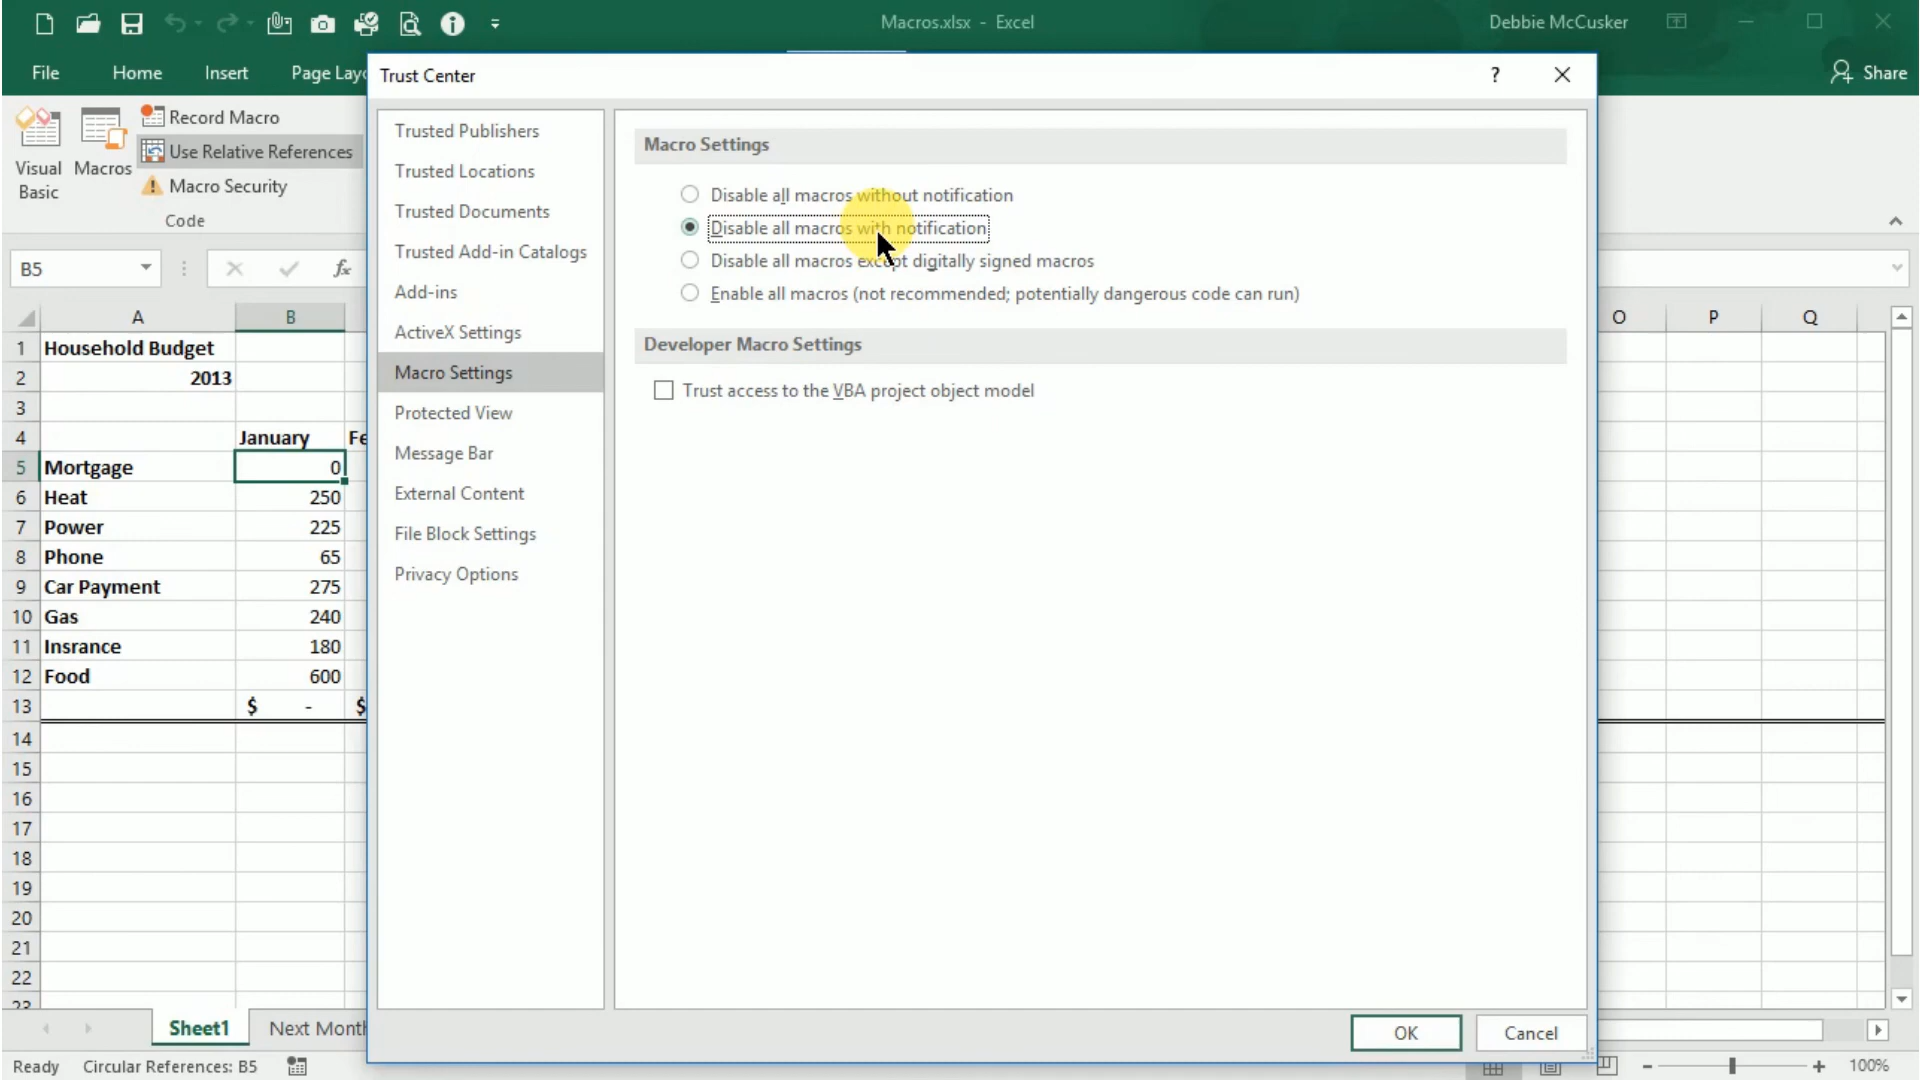 Macros.xlsx - Excel
Debbie McCusker
File
Home
Insert
Page Layo
Share
Visual Basic
Macros
Record Macro
Use Relative References
Macro Security
Code
B5
fx
A
B
O
P
Q
1 Household Budget
2 2013
3
4 January Fe
5 Mortgage 0
6 Heat 250
7 Power 225
8 Phone 65
9 Car Payment 275
10 Gas 240
11 Insrance 180
12 Food 600
13 $ - $
14
15
16
17
18
19
20
21
22
23
Sheet1
Next Month
Ready
Circular References: B5
100%
Trust Center
?
Trusted Publishers
Trusted Locations
Trusted Documents
Trusted Add-in Catalogs
Add-ins
ActiveX Settings
Macro Settings
Protected View
Message Bar
External Content
File Block Settings
Privacy Options
Macro Settings
Disable all macros without notification
Disable all macros with notification
Disable all macros except digitally signed macros
Enable all macros (not recommended; potentially dangerous code can run)
Developer Macro Settings
Trust access to the VBA project object model
OK
Cancel